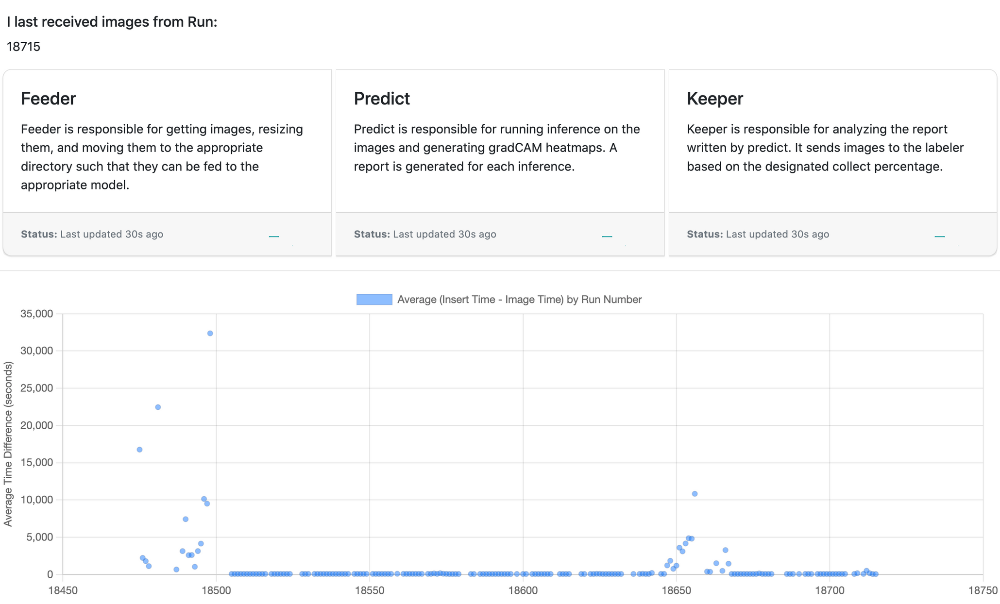 I last received images from Run:
18715
Feeder
Feeder is responsible for getting images, resizing
them, and moving them to the appropriate
directory such that they can be fed to the
appropriate model.
Status: Last updated 30s ago
Predict
Predict is responsible for running inference on the
images and generating gradCAM heatmaps. A
report is generated for each inference.
Status: Last updated 30s ago
Keeper
Keeper is responsible for analyzing the report
written by predict. It sends images to the labeler
based on the designated collect percentage.
Status: Last updated 30s ago
Average (Insert Time - Image Time) by Run Number
Average Time Difference (seconds)
35,000
30,000
25,000
20,000
15,000
10,000
5,000
0
18450 18500 18550 18600 18650 18700 18750